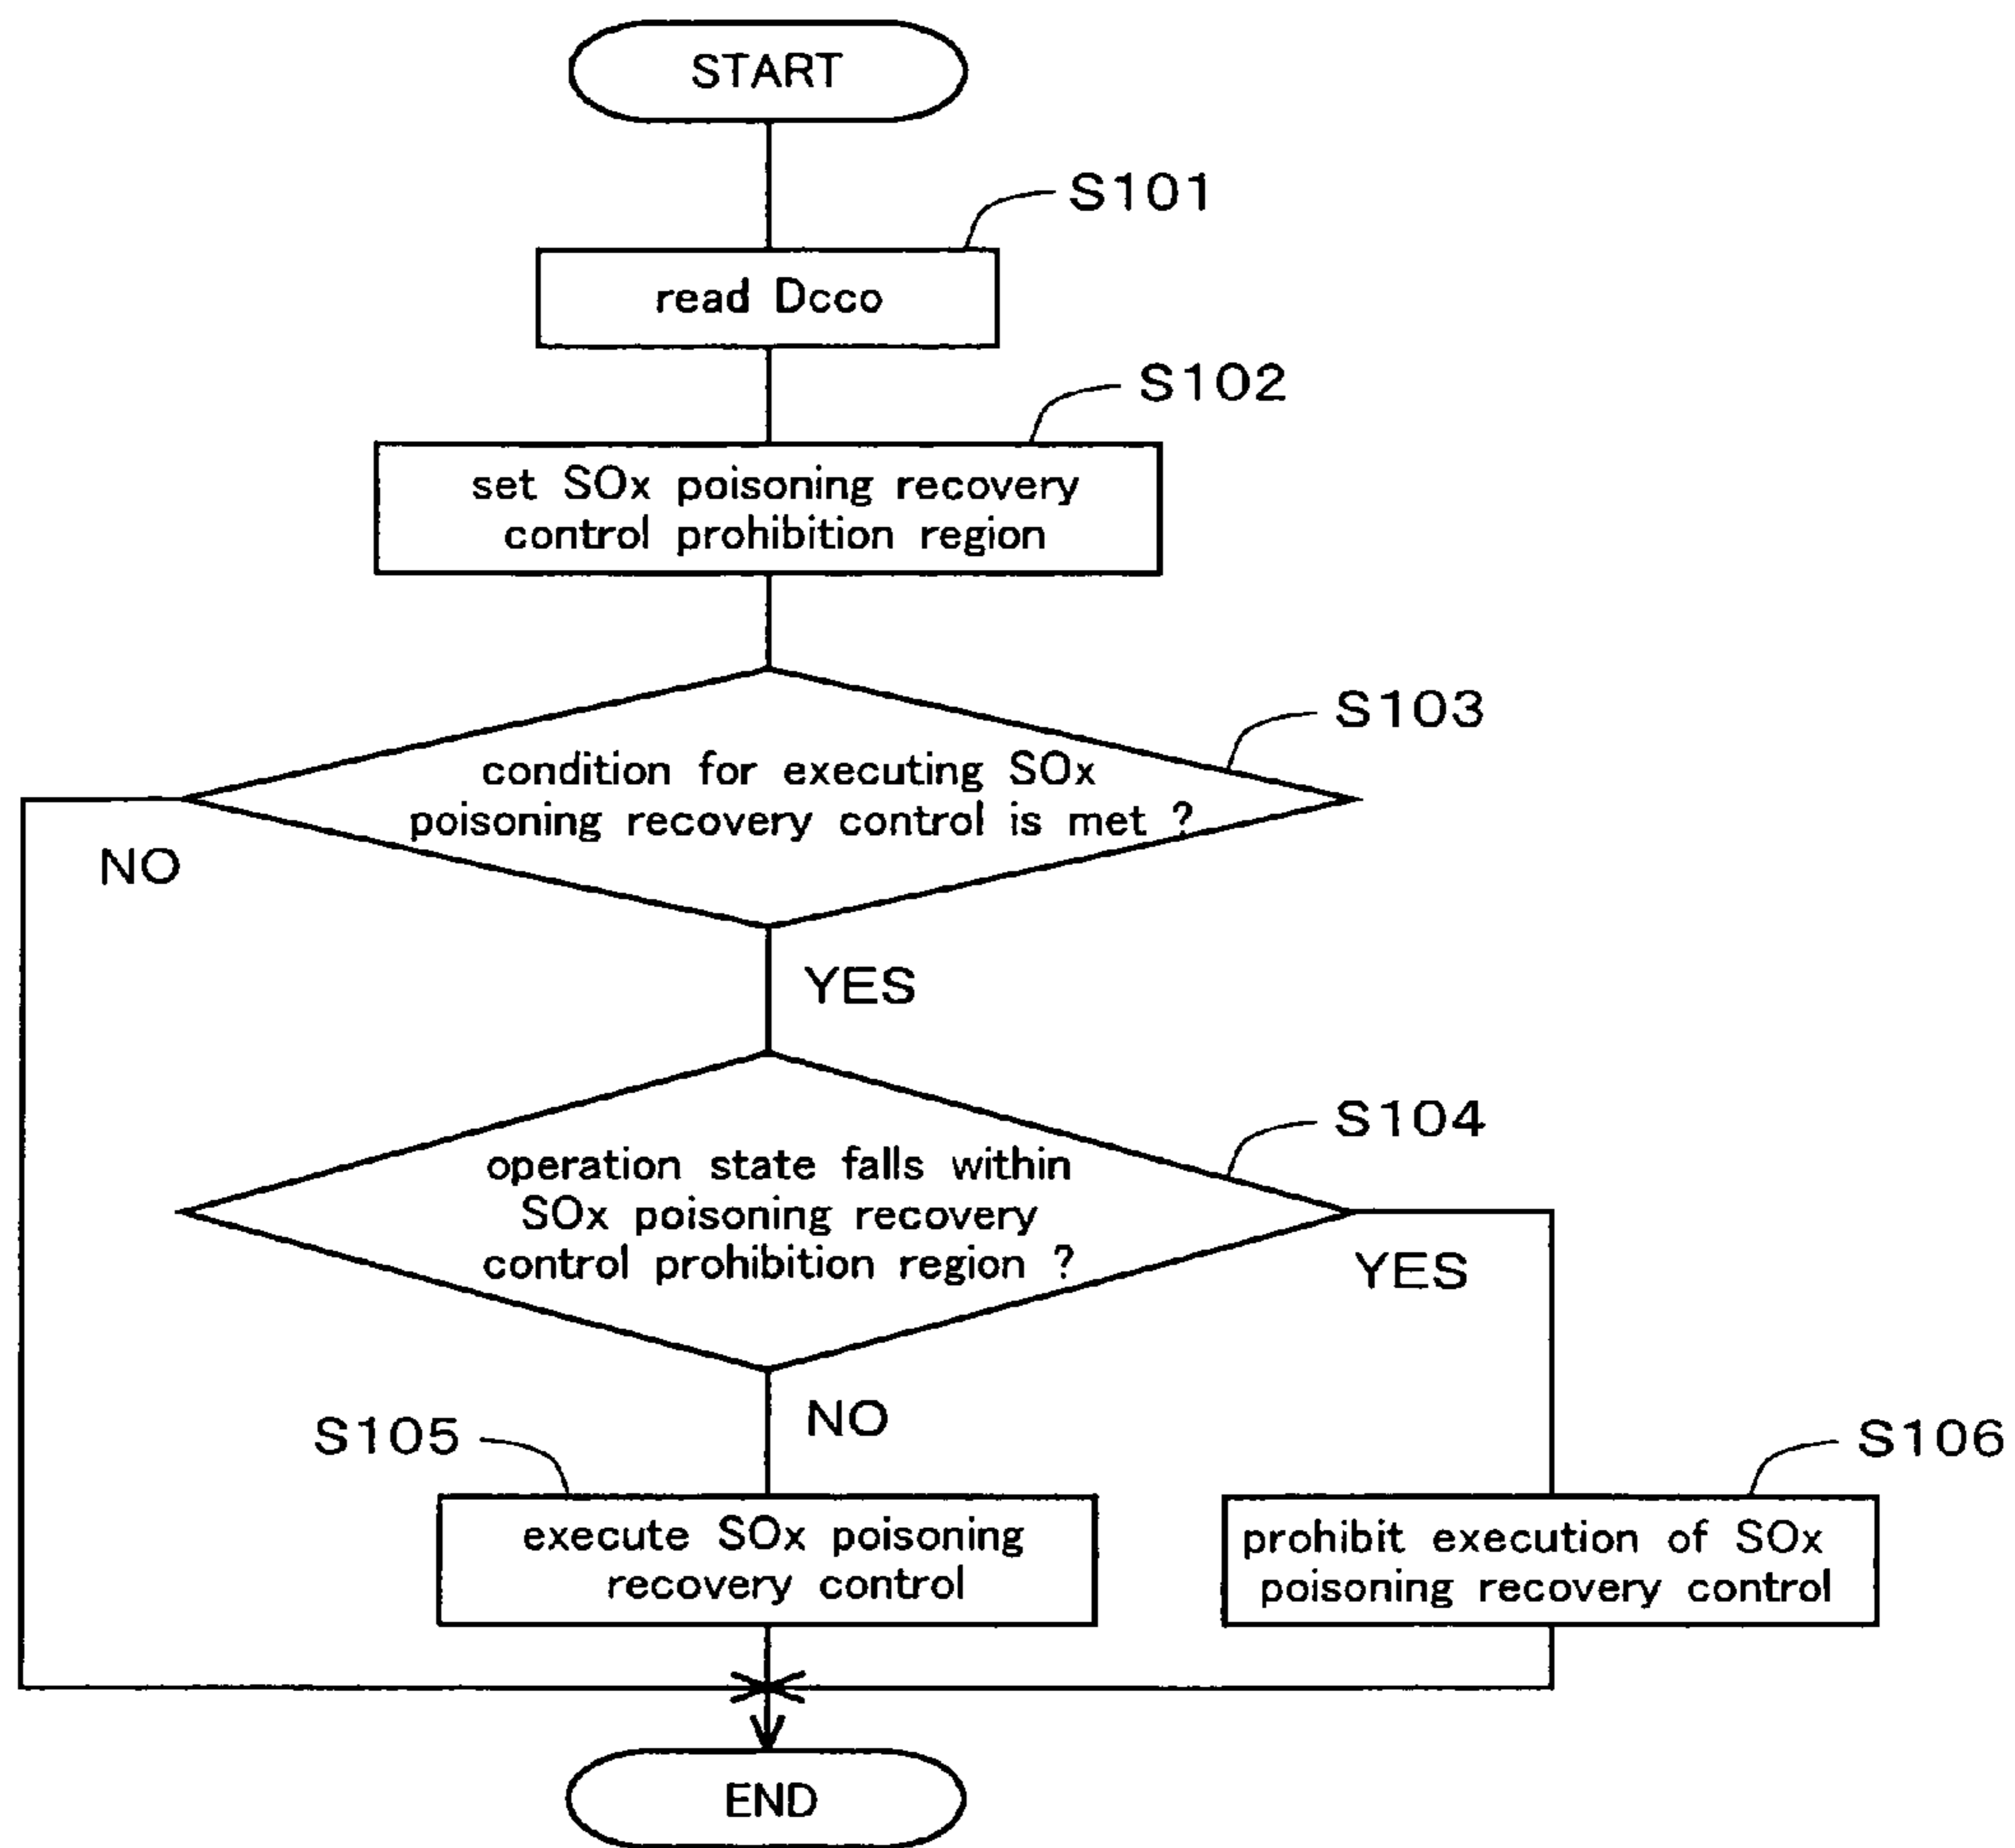 START
S101
read Dcco
S102
set SOx poisoning recovery
control prohibition region
S103
condition for executing SOx
poisoning recovery control is met ?
NO
YES
S104
operation state falls within
SOx poisoning recovery
control prohibition region ?
YES
NO
S105
S106
execute SOx poisoning
recovery control
prohibit execution of SOx
poisoning recovery control
END